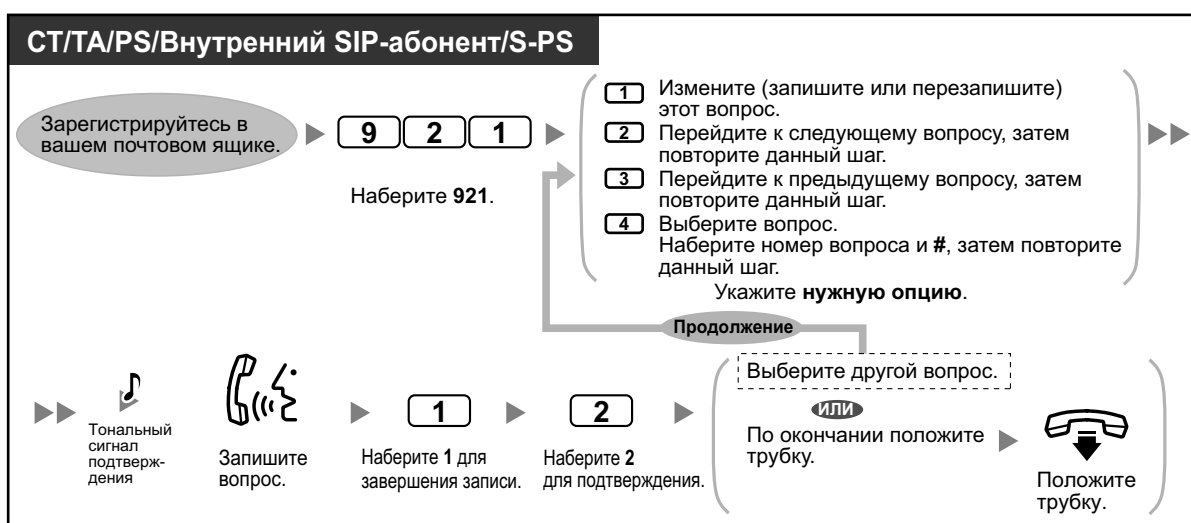 CT/TA/PS/Внутренний SIP-абонент/S-PS
Зарегистрируйтесь в
вашем почтовом ящике.
9 2 1
Наберите 921.
1 Измените (запишите или перезапишите)
этот вопрос.
2 Перейдите к следующему вопросу, затем
повторите данный шаг.
3 Перейдите к предыдущему вопросу, затем
повторите данный шаг.
4 Выберите вопрос.
Наберите номер вопроса и #, затем повторите
данный шаг.
Укажите нужную опцию.
Продолжение
Тональный
сигнал
подтверж-
дения
Запишите
вопрос.
1
Наберите 1 для
завершения записи.
2
Наберите 2
для подтверждения.
Выберите другой вопрос.
ИЛИ
По окончании положите
трубку.
Положите
трубку.